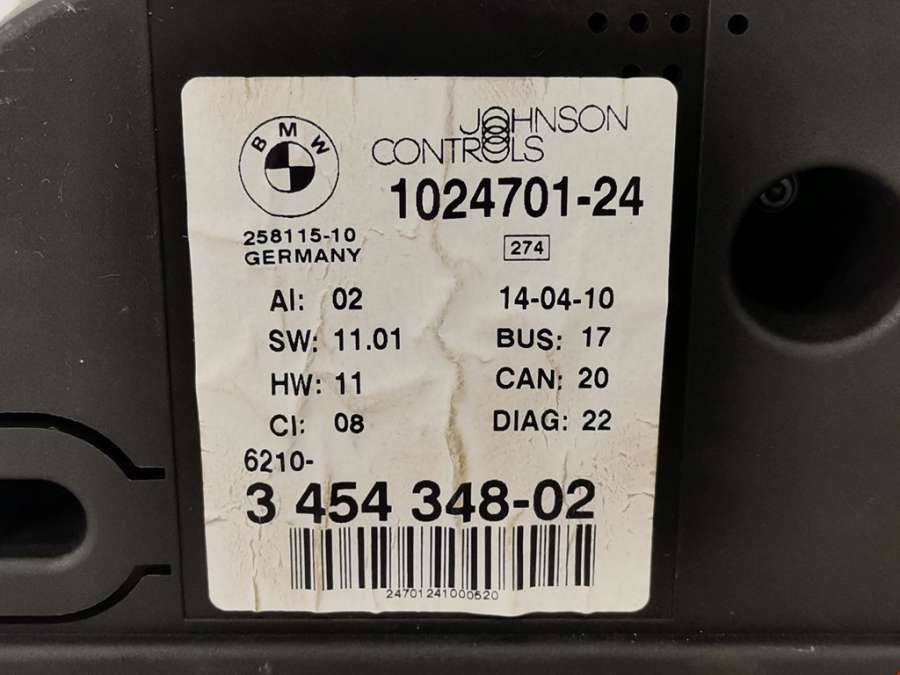 BMW
JOHNSON
CONTROLS
1024701-24
258115-10
GERMANY
274
AI: 02
14-04-10
SW: 11.01
BUS: 17
HW: 11
CAN: 20
CI: 08
DIAG: 22
6210-
3 454 348-02
24701241000520